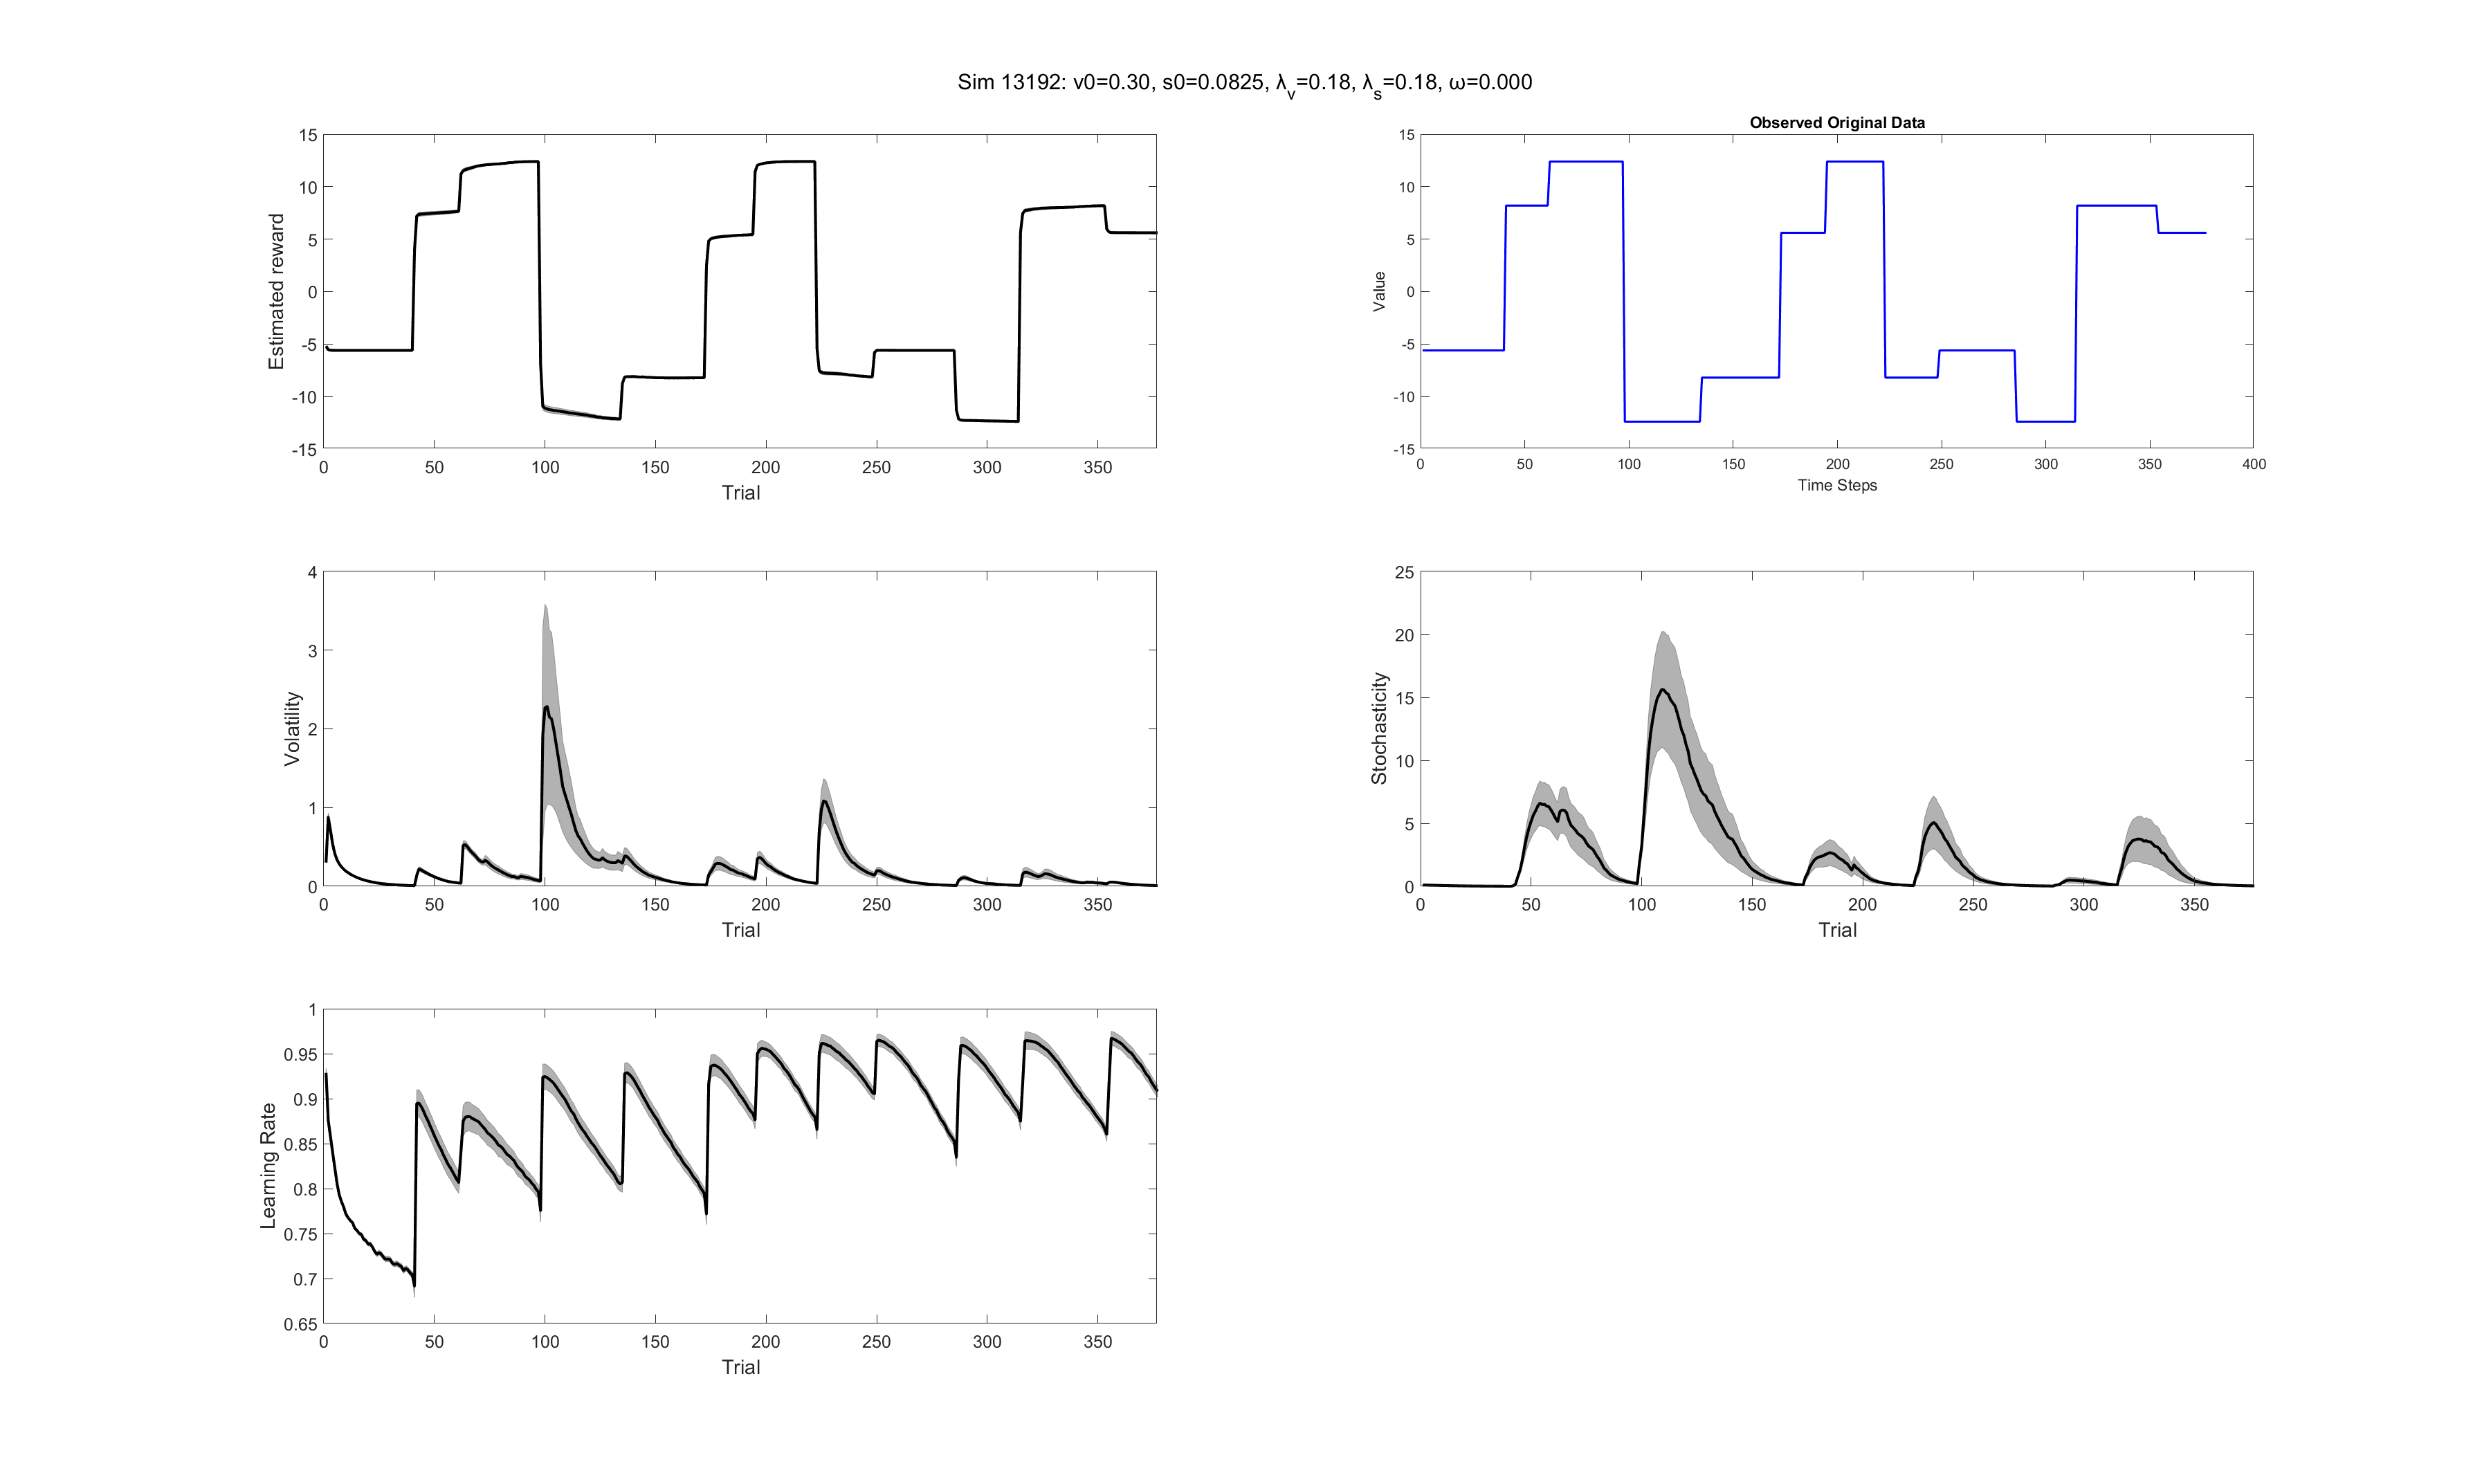 Sim 13192: v0=0.30, s0=0.0825, λv=0.18, λs=0.18, ω=0.000
Estimated reward
15
10
5
0
-5
-10
-15
0 50 100 150 200 250 300 350
Trial
Observed Original Data
Value
15
10
5
0
-5
-10
-15
0 50 100 150 200 250 300 350 400
Time Steps
Volatility
4
3
2
1
0
0 50 100 150 200 250 300 350
Trial
Stochasticity
25
20
15
10
5
0
0 50 100 150 200 250 300 350
Trial
Learning Rate
1
0.95
0.9
0.85
0.8
0.75
0.7
0.65
0 50 100 150 200 250 300 350
Trial